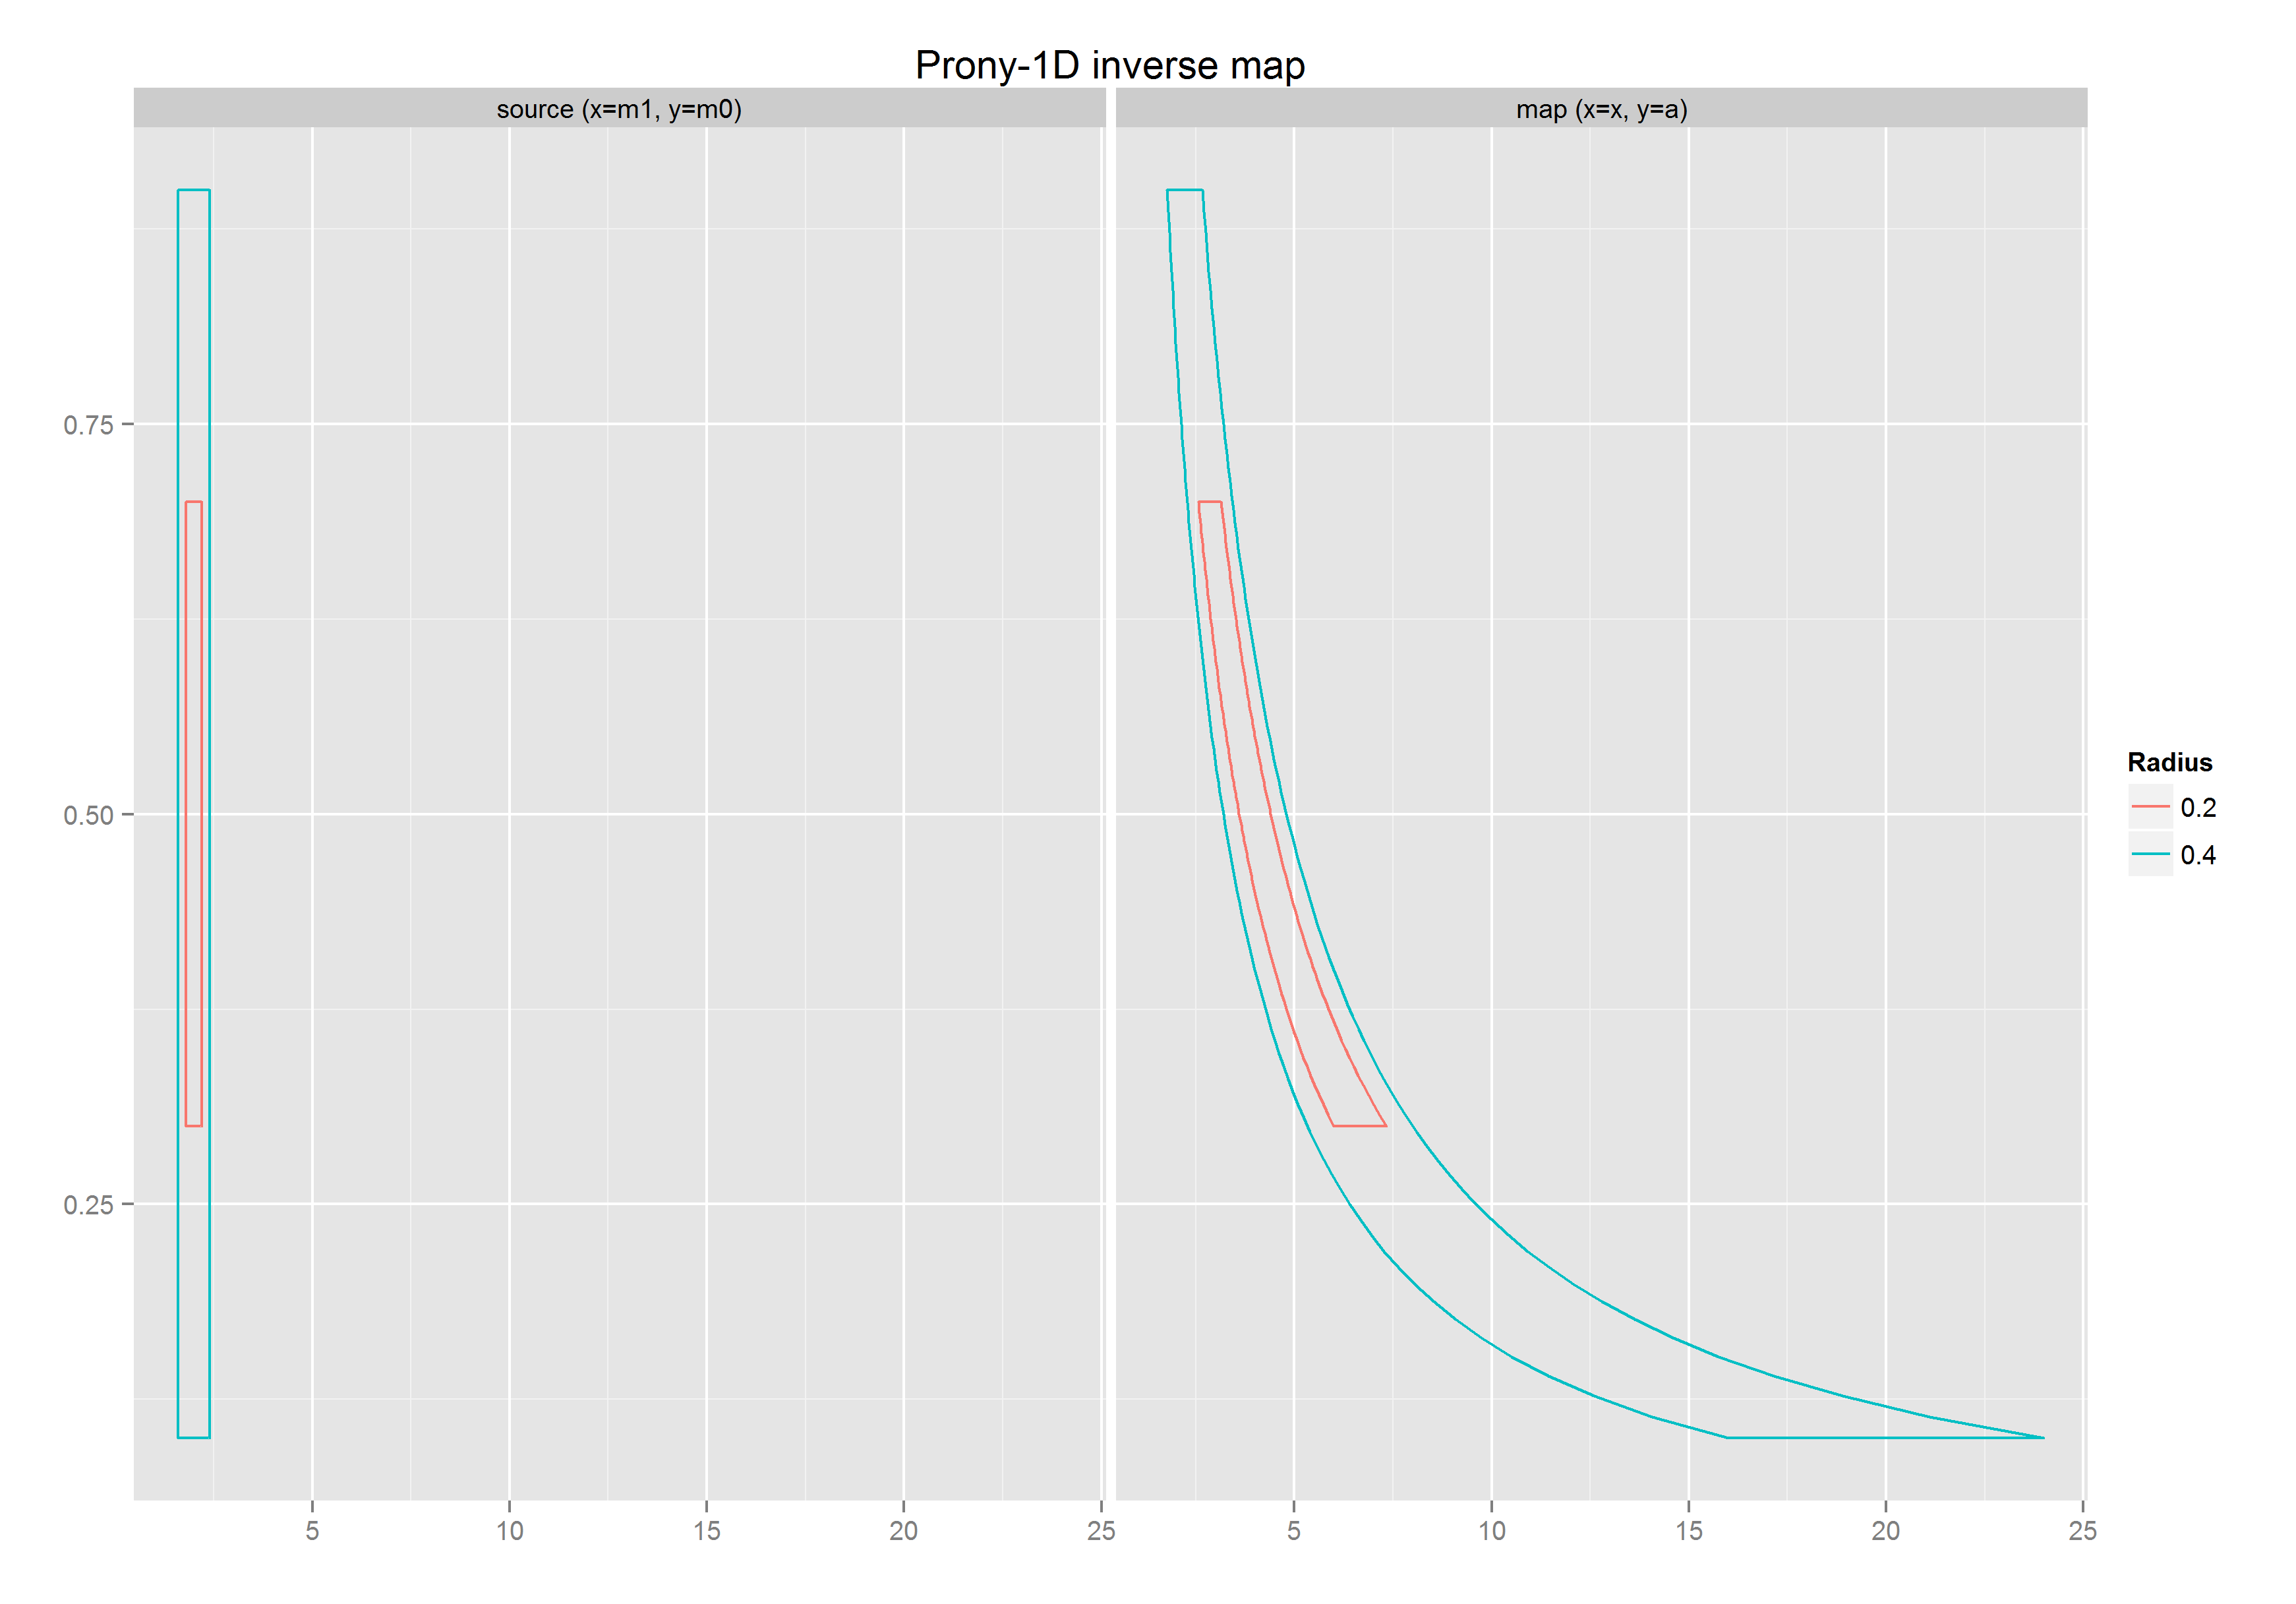 Prony-1D inverse map
source (x=m1, y=m0)
map (x=x, y=a)
0.75
0.50
0.25
5 10 15 20 25
5 10 15 20 25
Radius
0.2
0.4